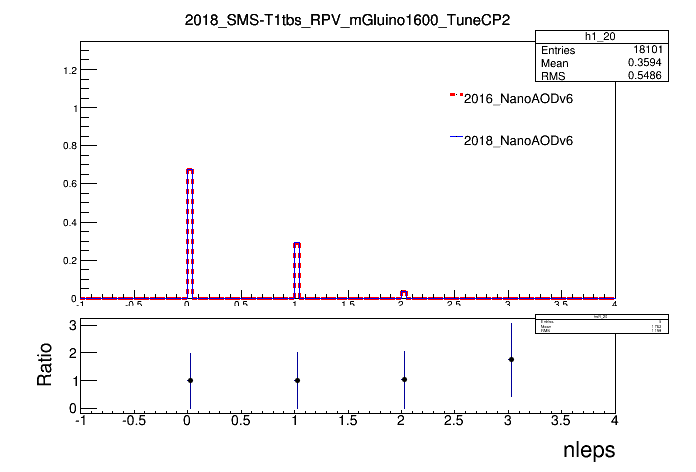 2018_SMS-T1tbs_RPV_mGluino1600_TuneCP2
h1_20
Entries 18101
Mean 0.3594
RMS 0.5486
1.2
1
0.8
0.6
0.4
0.2
0
2016_NanoAODv6
2018_NanoAODv6
-1 -0.5 0 0.5 1 1.5 2 2.5 3 3.5 4
Entries
Mean
RMS
Ratio
3
2
1
0
-1 -0.5 0 0.5 1 1.5 2 2.5 3 3.5 4
nleps